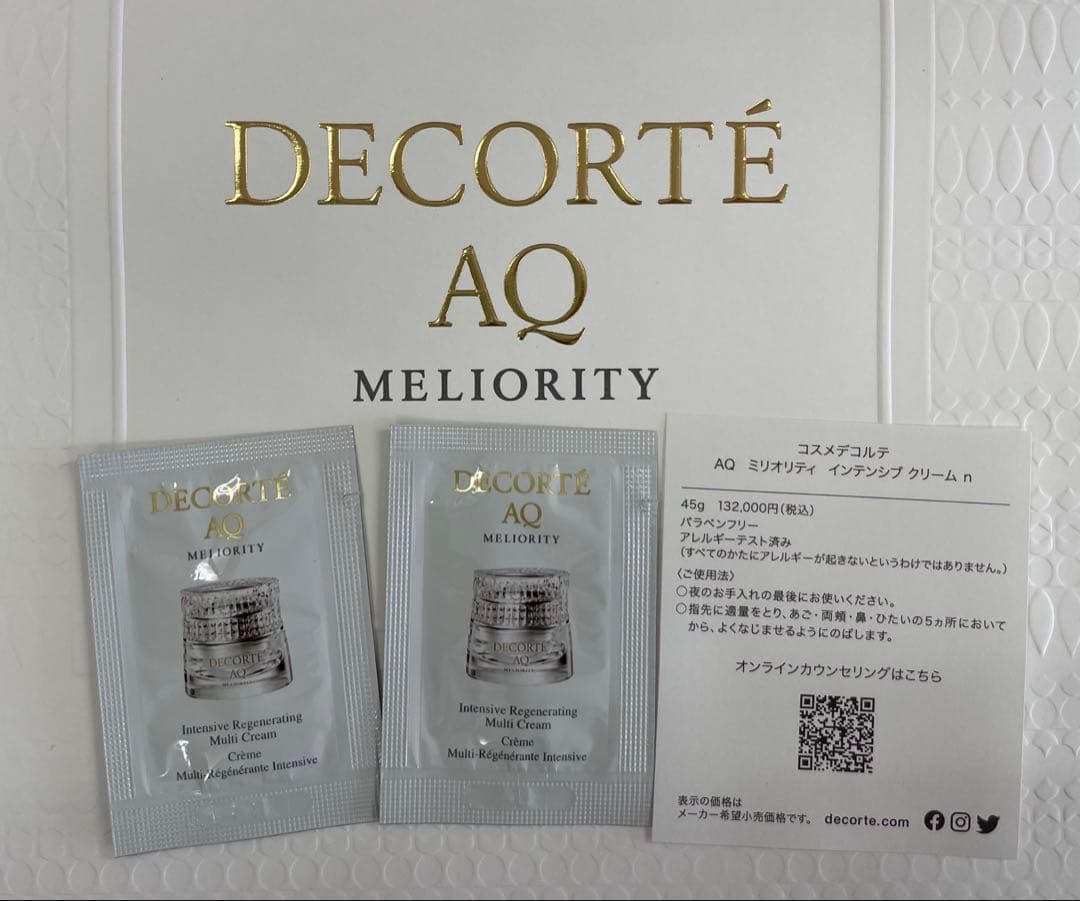 DECORTÉ
AQ
MELIORITY
DECORTÉ
AQ
MELIORITY
DECORTÉ
AQ
MELIORITY
Intensive Regenerating
Multi Cream
Crème
Multi-Régénérante Intensive
DECORTÉ
AQ
MELIORITY
DECORTÉ
AQ
MELIORITY
Intensive Regenerating
Multi Cream
Crème
Multi-Régénérante Intensive
コスメデコルテ
AQ ミリオリティ インテンシブ クリーム n
45g 132,000円(税込)
パラベンフリー
アレルギーテスト済み
(すべてのかたにアレルギーが起きないというわけではありません。)
〈ご使用法〉
○夜のお手入れの最後にお使いください。
○指先に適量をとり、あご・両頬・鼻・ひたいの5ヵ所において
から、よくなじませるようにのばします。
オンラインカウンセリングはこちら
表示の価格は
メーカー希望小売価格です。 decorte.com